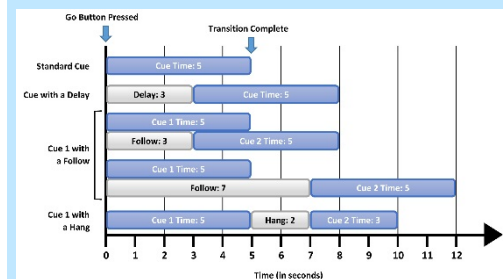 Go Button Pressed
Transition Complete
Standard Cue
Cue Time: 5
Cue with a Delay
Delay: 3
Cue Time: 5
Cue 1 with
a Follow
Cue 1 Time: 5
Follow: 3
Cue 2 Time: 5
Cue 1 Time: 5
Follow: 7
Cue 2 Time: 5
Cue 1 with
a Hang
Cue 1 Time: 5
Hang: 2
Cue 2 Time: 3
0 1 2 3 4 5 6 7 8 9 10 11 12
Time (in seconds)